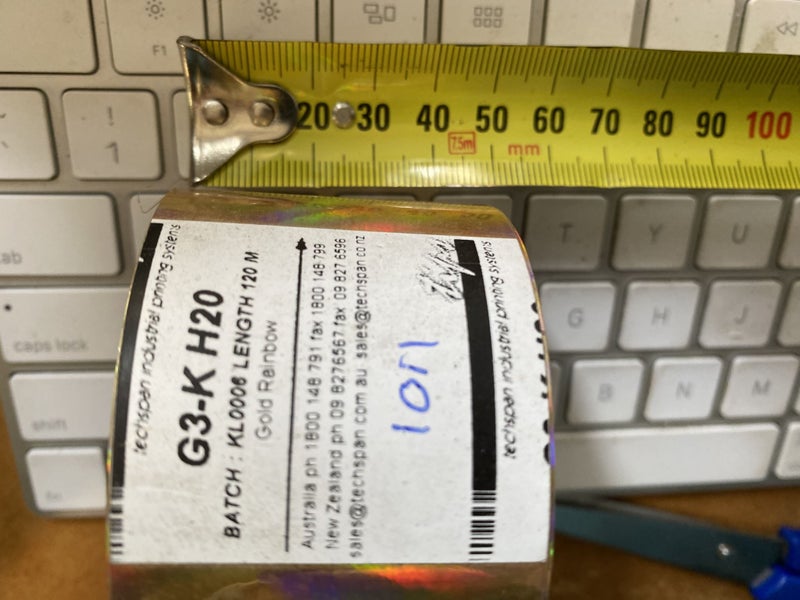 F1
20 30 40 50 60 70 80 90 100
7.5m mm
tab
T Y U
caps lock
G H J
shift
B N M
fn
techspan industrial printing systems
G3-K H20
BATCH : KL0006 LENGTH 120 M
Gold Rainbow
Australia ph 1800 148 791 fax 1800 148 799
New Zealand ph 09 8276567 fax 09 827 6596
sales@techspan.com.au sales@techspan.co.nz
techspan industrial printing systems